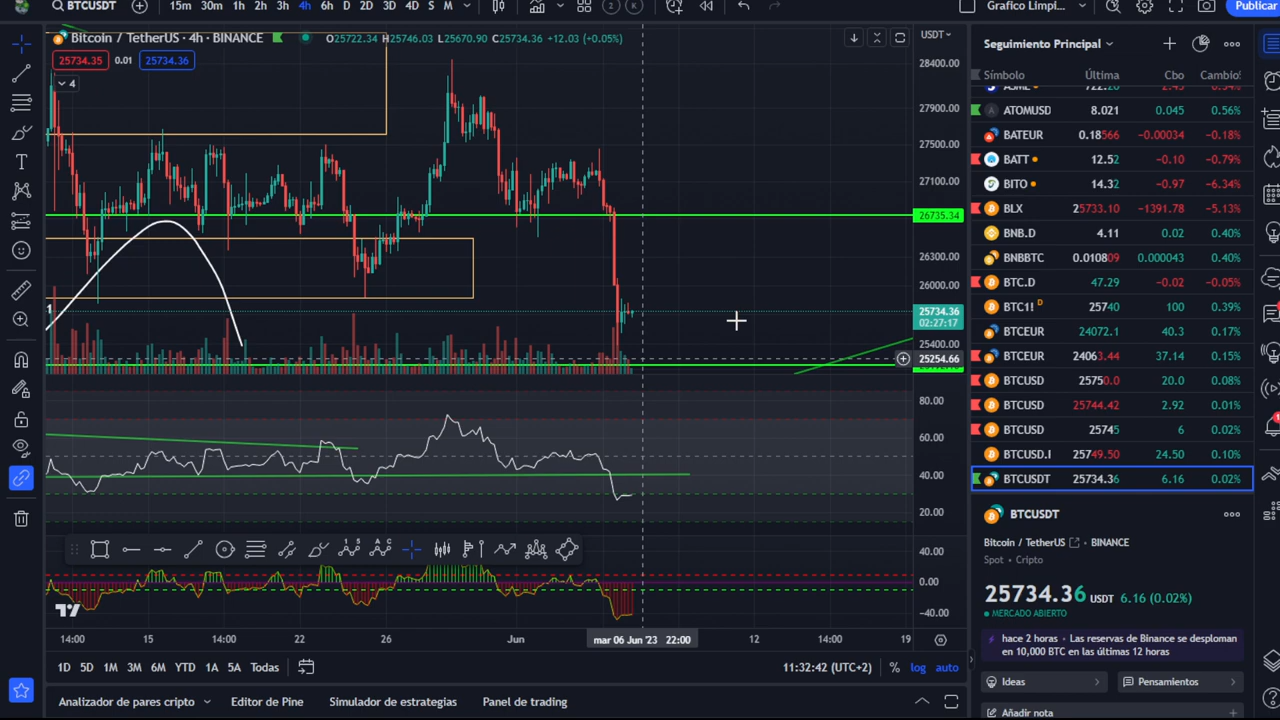 BTCUSDT
15m 30m 1h 2h 3h 4h 6h D 2D 3D 4D S M
Grafico Limpi...
Publicar
Bitcoin / TetherUS · 4h · BINANCE
O25722.34 H25746.03 L25670.90 C25734.36 +12.03 (+0.05%)
25734.35 0.01 25734.36
4
USDT
28400.00
27900.00
27500.00
27100.00
26735.34
26300.00
26000.00
25734.36
02:27:17
25400.00
25254.66
1
80.00
60.00
40.00
20.00
40.00
0.00
-40.00
14:00 15 14:00 22 26 Jun mar 06 Jun '23 22:00 12 14:00 19
1D 5D 1M 3M 6M YTD 1A 5A Todas
11:32:42 (UTC+2) % log auto
Analizador de pares cripto Editor de Pine Simulador de estrategias Panel de trading
Seguimiento Principal
Símbolo Última Cbo Cambio%
ATOMUSD 8.021 0.045 0.56%
BATEUR 0.18566 -0.00034 -0.18%
BATT 12.52 -0.10 -0.79%
BITO 14.32 -0.97 -6.34%
BLX 25733.10 -1391.78 -5.13%
BNB.D 4.11 0.02 0.40%
BNBBTC 0.010809 0.000043 0.40%
BTC.D 47.29 -0.02 -0.05%
BTC1! D 25740 100 0.39%
BTCEUR 24072.1 40.3 0.17%
BTCEUR 24063.44 37.14 0.15%
BTCUSD 25750.0 20.0 0.08%
BTCUSD 25744.42 2.92 0.01%
BTCUSD 25745 6 0.02%
BTCUSD.I 25749.50 24.50 0.10%
BTCUSDT 25734.36 6.16 0.02%
BTCUSDT
Bitcoin / TetherUS · BINANCE
Spot · Cripto
25734.36 USDT 6.16 (0.02%)
MERCADO ABIERTO
hace 2 horas · Las reservas de Binance se desploman
en 10,000 BTC en las últimas 12 horas
Ideas Pensamientos
Añadir nota